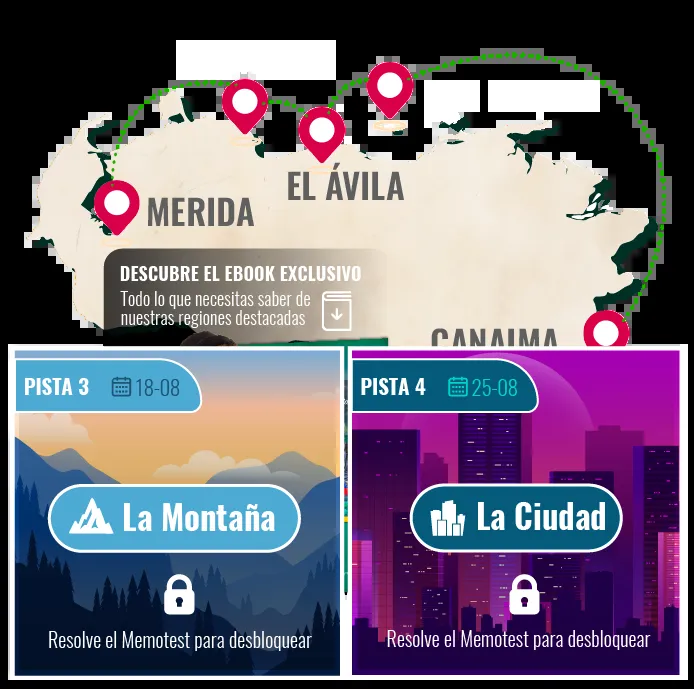 EL ÁVILA
MERIDA
DESCUBRE EL EBOOK EXCLUSIVO
Todo lo que necesitas saber de
nuestras regiones destacadas
CANAIMA
PISTA 3 18-08
La Montaña
Resolve el Memotest para desbloquear
PISTA 4 25-08
La Ciudad
Resolve el Memotest para desbloquear